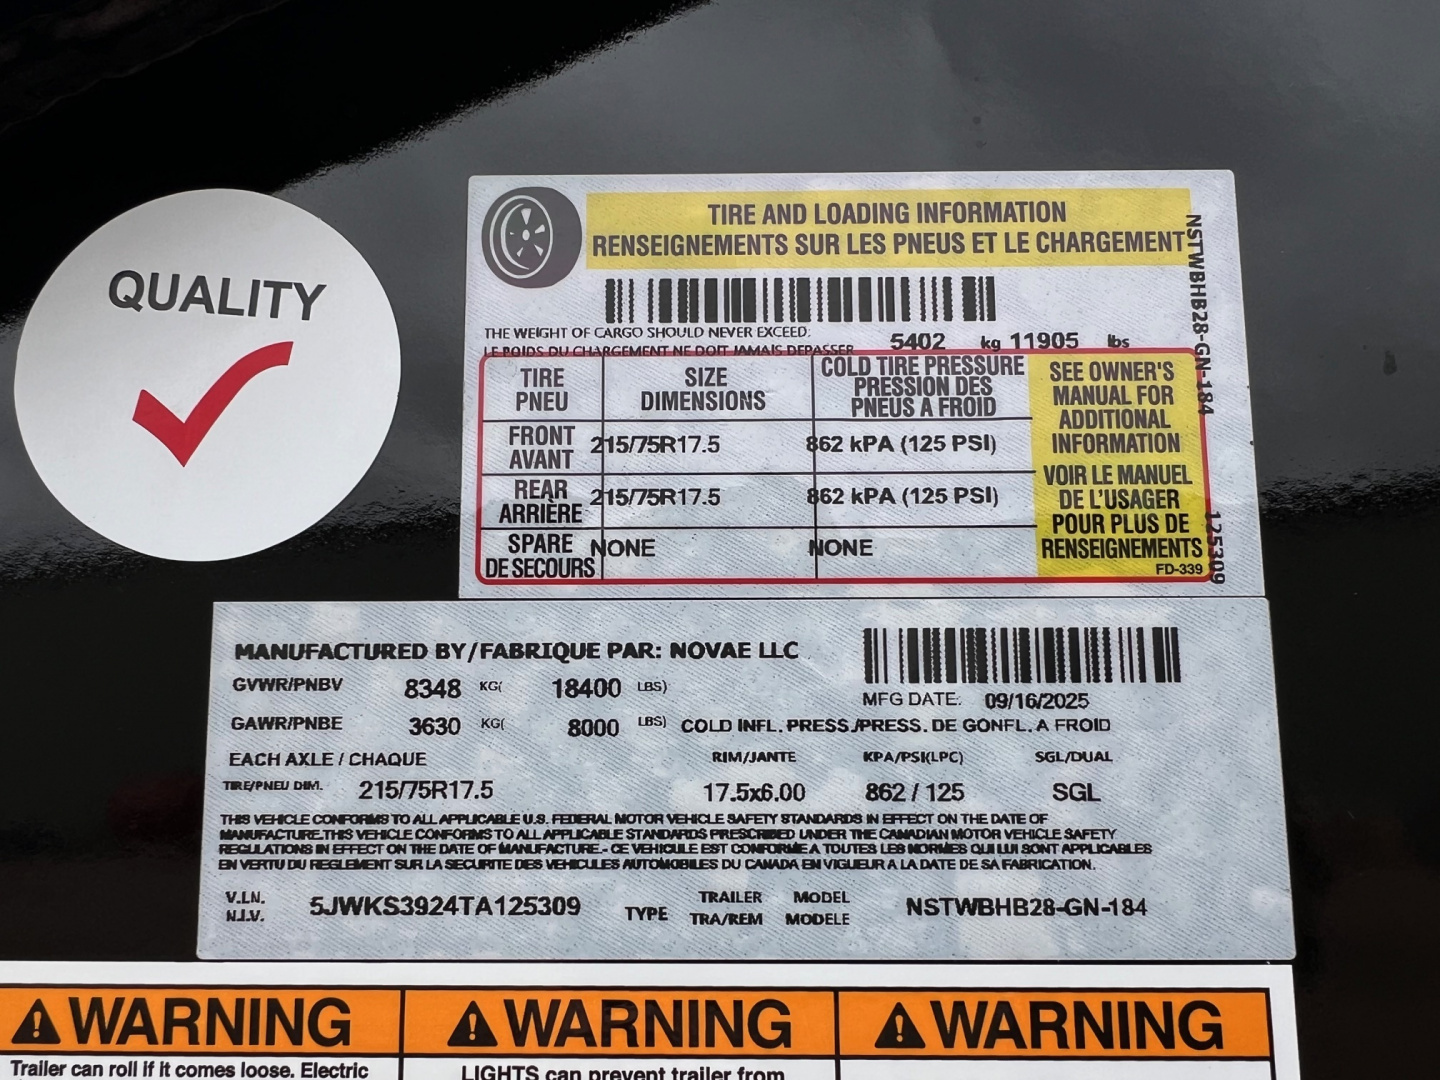 QUALITY
TIRE AND LOADING INFORMATION
RENSEIGNEMENTS SUR LES PNEUS ET LE CHARGEMENT
NSTWBHB28-GN-184
125309
THE WEIGHT OF CARGO SHOULD NEVER EXCEED:
LE POIDS DU CHARGEMENT NE DOIT JAMAIS DEPASSER
5402 kg 11905 lbs
TIRE
PNEU
SIZE
DIMENSIONS
COLD TIRE PRESSURE
PRESSION DES
PNEUS A FROID
FRONT
AVANT
215/75R17.5
862 kPA (125 PSI)
REAR
ARRIÈRE
215/75R17.5
862 kPA (125 PSI)
SPARE
DE SECOURS
NONE
NONE
SEE OWNER'S
MANUAL FOR
ADDITIONAL
INFORMATION
VOIR LE MANUEL
DE L'USAGER
POUR PLUS DE
RENSEIGNEMENTS
FD-339
MANUFACTURED BY/FABRIQUE PAR: NOVAE LLC
MFG DATE: 09/16/2025
GVWR/PNBV 8348 KG( 18400 LBS)
GAWR/PNBE 3630 KG( 8000 LBS) COLD INFL. PRESS./PRESS. DE GONFL. A FROID
EACH AXLE / CHAQUE RIM/JANTE KPA/PSI(LPC) SGL/DUAL
TIRE/PNEU DIM. 215/75R17.5 17.5x6.00 862 / 125 SGL
THIS VEHICLE CONFORMS TO ALL APPLICABLE U.S. FEDERAL MOTOR VEHICLE SAFETY STANDARDS IN EFFECT ON THE DATE OF
MANUFACTURE.THIS VEHICLE CONFORMS TO ALL APPLICABLE STANDARDS PRESCRIBED UNDER THE CANADIAN MOTOR VEHICLE SAFETY
REGULATIONS IN EFFECT ON THE DATE OF MANUFACTURE.- CE VEHICULE EST CONFORME A TOUTES LES NORMES QUI LUI SONT APPLICABLES
EN VERTU DU REGLEMENT SUR LA SECURITE DES VEHICULES AUTOMOBILES DU CANADA EN VIGUEUR A LA DATE DE SA FABRICATION.
V.I.N.
N.I.V.
5JWKS3924TA125309
TYPE
TRAILER
TRA/REM
MODEL
MODELE
NSTWBHB28-GN-184
WARNING
Trailer can roll if it comes loose. Electric
WARNING
LIGHTS can prevent trailer from
WARNING